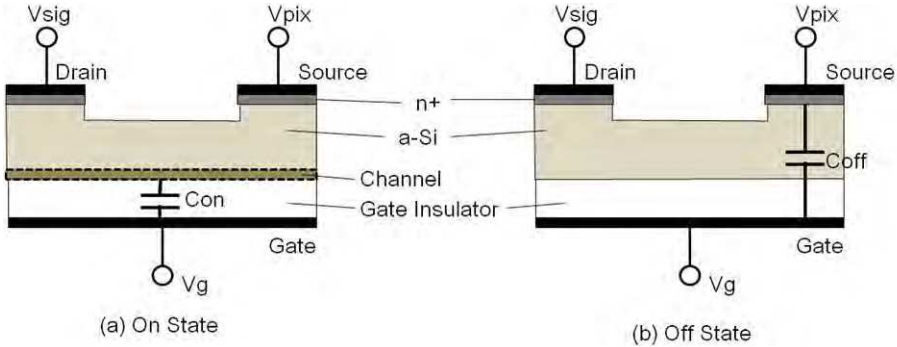 Vsig
Vpix
Drain
Source
n+
a-Si
Channel
Con
Gate Insulator
Gate
Vg
(a) On State
Vsig
Vpix
Drain
Source
Coff
Gate
Vg
(b) Off State